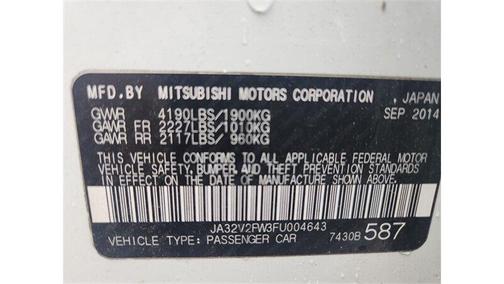 MFD.BY MITSUBISHI MOTORS CORPORATION , JAPAN
GVWR 4190LBS/1900KG SEP 2014
GAWR FR 2227LBS/1010KG
GAWR RR 2117LBS/ 960KG
THIS VEHICLE CONFORMS TO ALL APPLICABLE FEDERAL MOTOR
VEHICLE SAFETY, BUMPER, AND THEFT PREVENTION STANDARDS
IN EFFECT ON THE DATE OF MANUFACTURE SHOWN ABOVE.
JA32V2FW3FU004643
VEHICLE TYPE: PASSENGER CAR 7430B 587